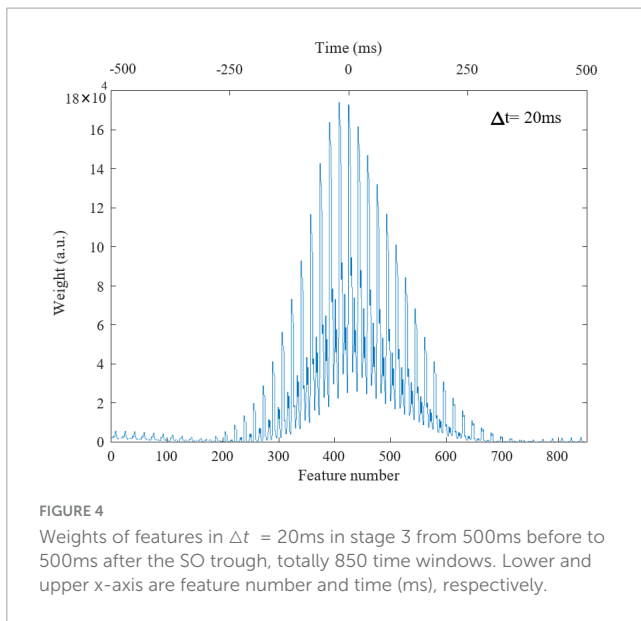 Time (ms)
-500 -250 0 250 500
18×10 4
16
14
12
10
8
6
4
2
0
Weight (a.u.)
Δt= 20ms
0 100 200 300 400 500 600 700 800
Feature number
FIGURE 4
Weights of features in Δt = 20ms in stage 3 from 500ms before to
500ms after the SO trough, totally 850 time windows. Lower and
upper x-axis are feature number and time (ms), respectively.